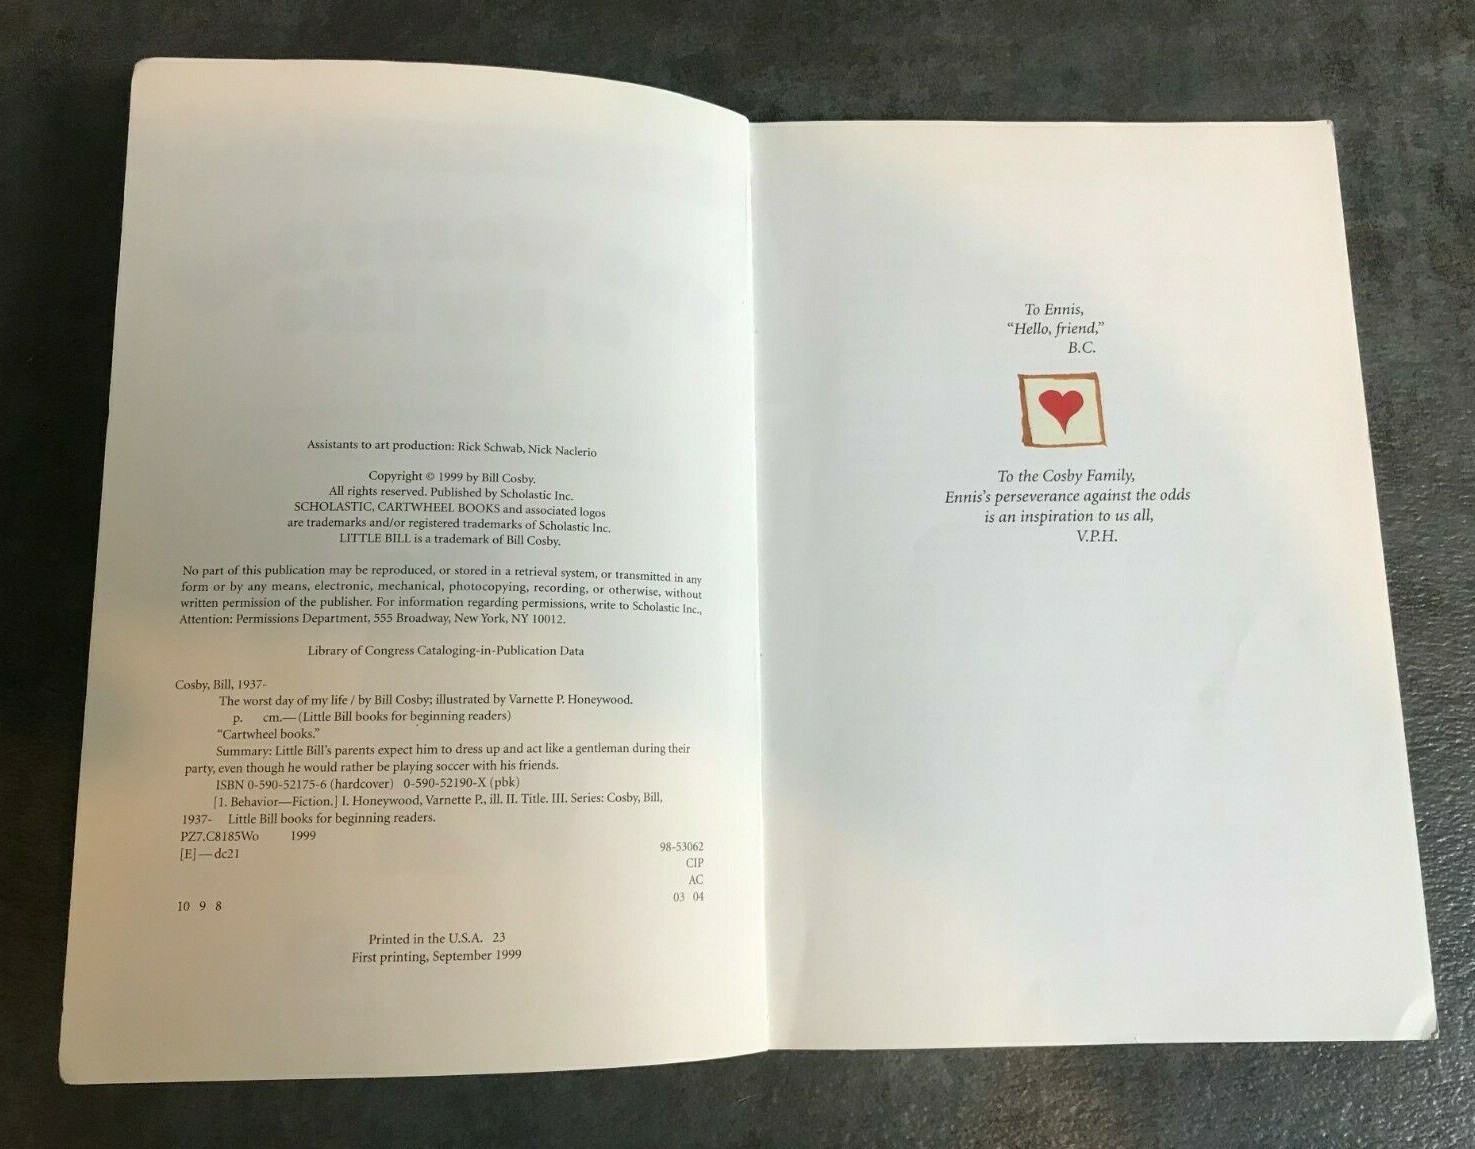 Assistants to art production: Rick Schwab, Nick Naclerio
Copyright © 1999 by Bill Cosby.
All rights reserved. Published by Scholastic Inc.
SCHOLASTIC, CARTWHEEL BOOKS and associated logos
are trademarks and/or registered trademarks of Scholastic Inc.
LITTLE BILL is a trademark of Bill Cosby.
No part of this publication may be reproduced, or stored in a retrieval system, or transmitted in any
form or by any means, electronic, mechanical, photocopying, recording, or otherwise, without
written permission of the publisher. For information regarding permissions, write to Scholastic Inc.,
Attention: Permissions Department, 555 Broadway, New York, NY 10012.
Library of Congress Cataloging-in-Publication Data
Cosby, Bill, 1937-
The worst day of my life / by Bill Cosby; illustrated by Varnette P. Honeywood.
p. cm.—(Little Bill books for beginning readers)
“Cartwheel books.”
Summary: Little Bill's parents expect him to dress up and act like a gentleman during their
party, even though he would rather be playing soccer with his friends.
ISBN 0-590-52175-6 (hardcover) 0-590-52190-X (pbk)
[1. Behavior—Fiction.] I. Honeywood, Varnette P., ill. II. Title. III. Series: Cosby, Bill,
1937- Little Bill books for beginning readers.
PZ7.C8185Wo 1999
[E]—dc21
98-53062
CIP
AC
10 9 8
03 04
Printed in the U.S.A. 23
First printing, September 1999
To Ennis,
“Hello, friend,”
B.C.
To the Cosby Family,
Ennis's perseverance against the odds
is an inspiration to us all,
V.P.H.